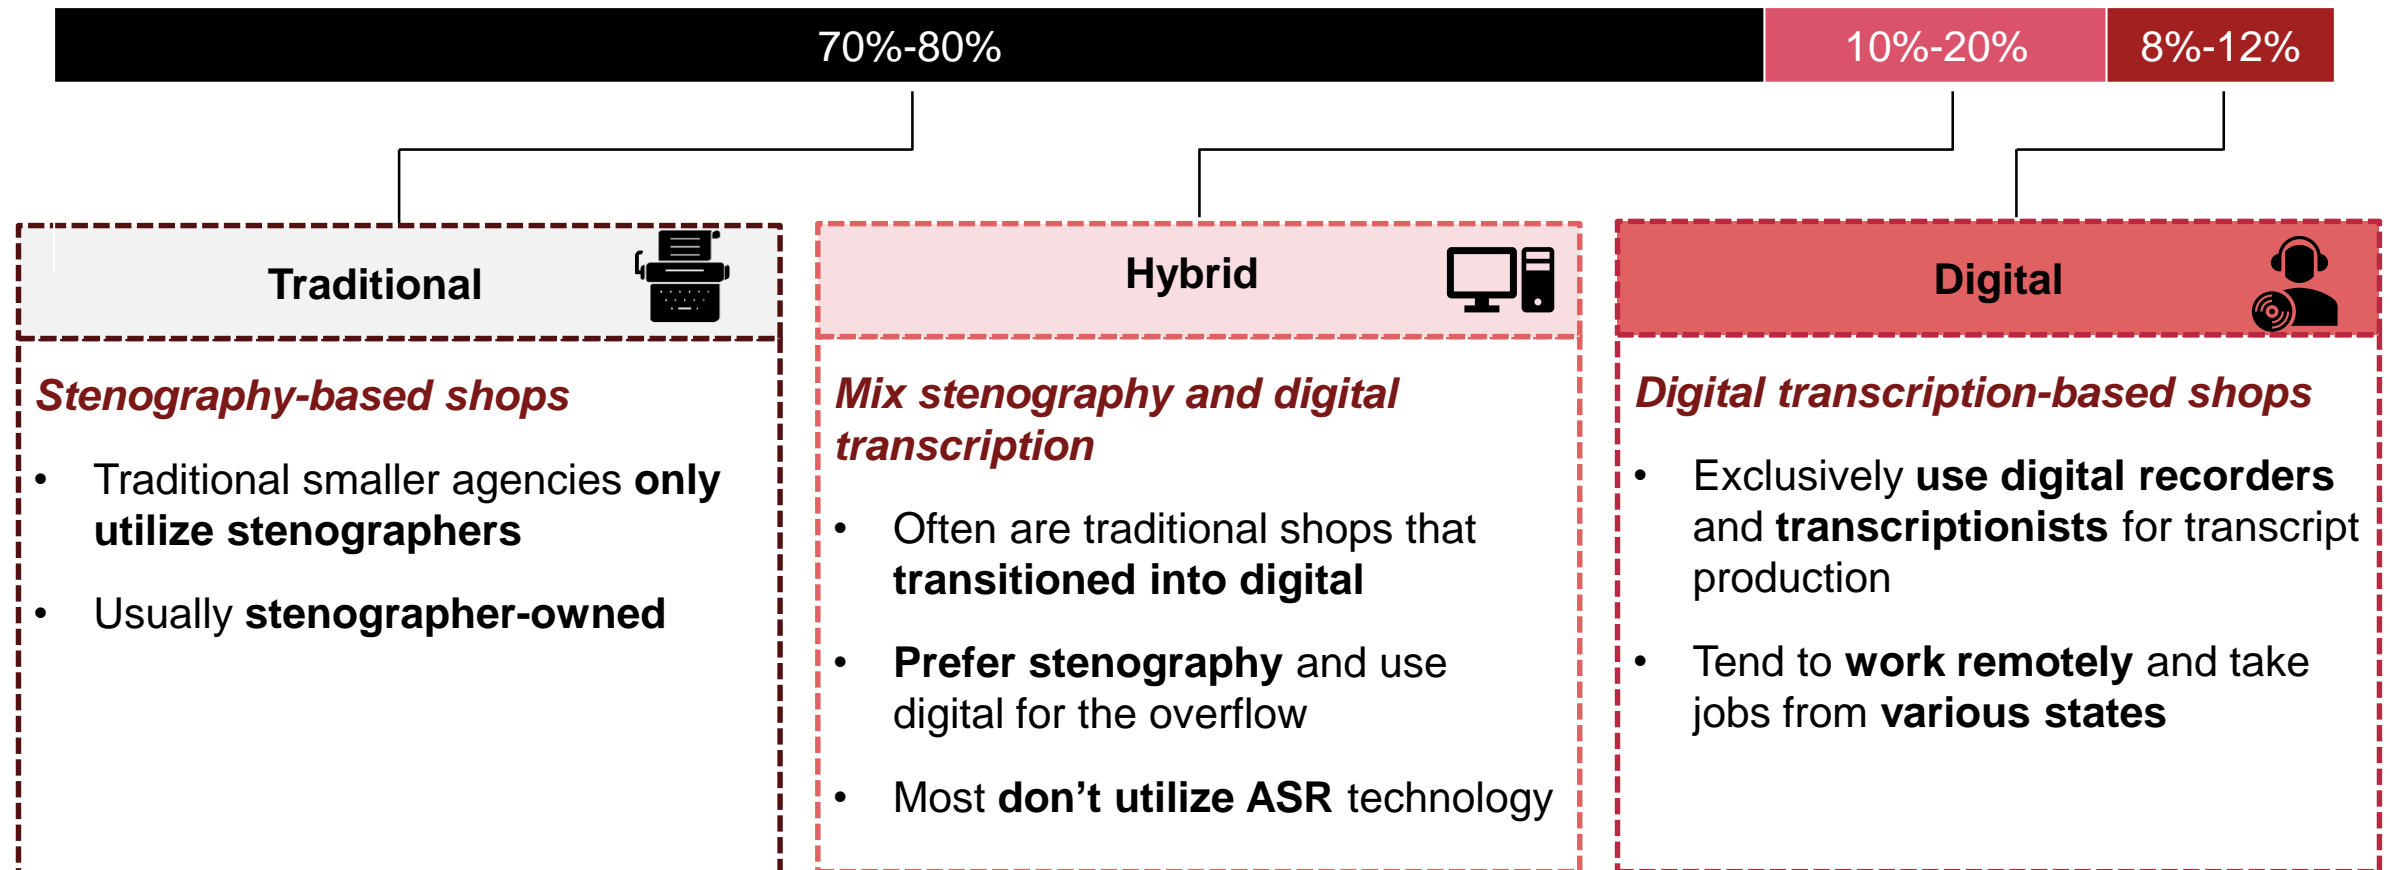 70%-80%
10%-20%
8%-12%
Traditional
Stenography-based shops
• Traditional smaller agencies only
utilize stenographers
• Usually stenographer-owned
Hybrid
Mix stenography and digital
transcription
• Often are traditional shops that
transitioned into digital
• Prefer stenography and use
digital for the overflow
• Most don’t utilize ASR technology
Digital
Digital transcription-based shops
• Exclusively use digital recorders
and transcriptionists for transcript
production
• Tend to work remotely and take
jobs from various states